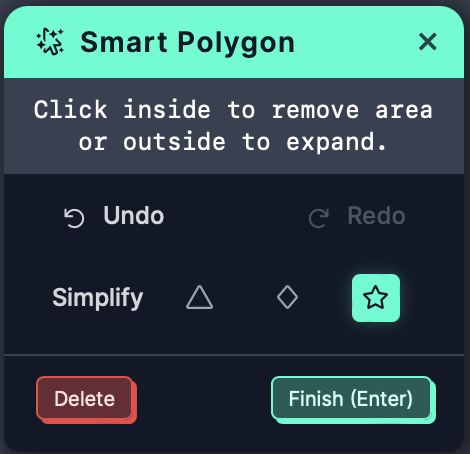 Smart Polygon
Click inside to remove area
or outside to expand.
Undo
Redo
Simplify
Delete
Finish (Enter)